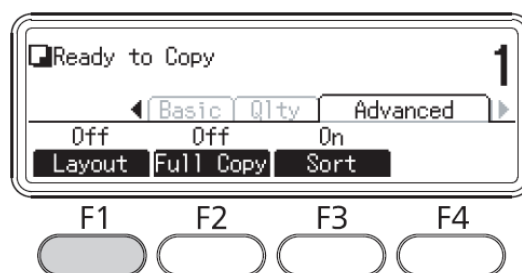 Ready to Copy 1
Basic Qlty Advanced
Off Off On
Layout Full Copy Sort
F1 F2 F3 F4